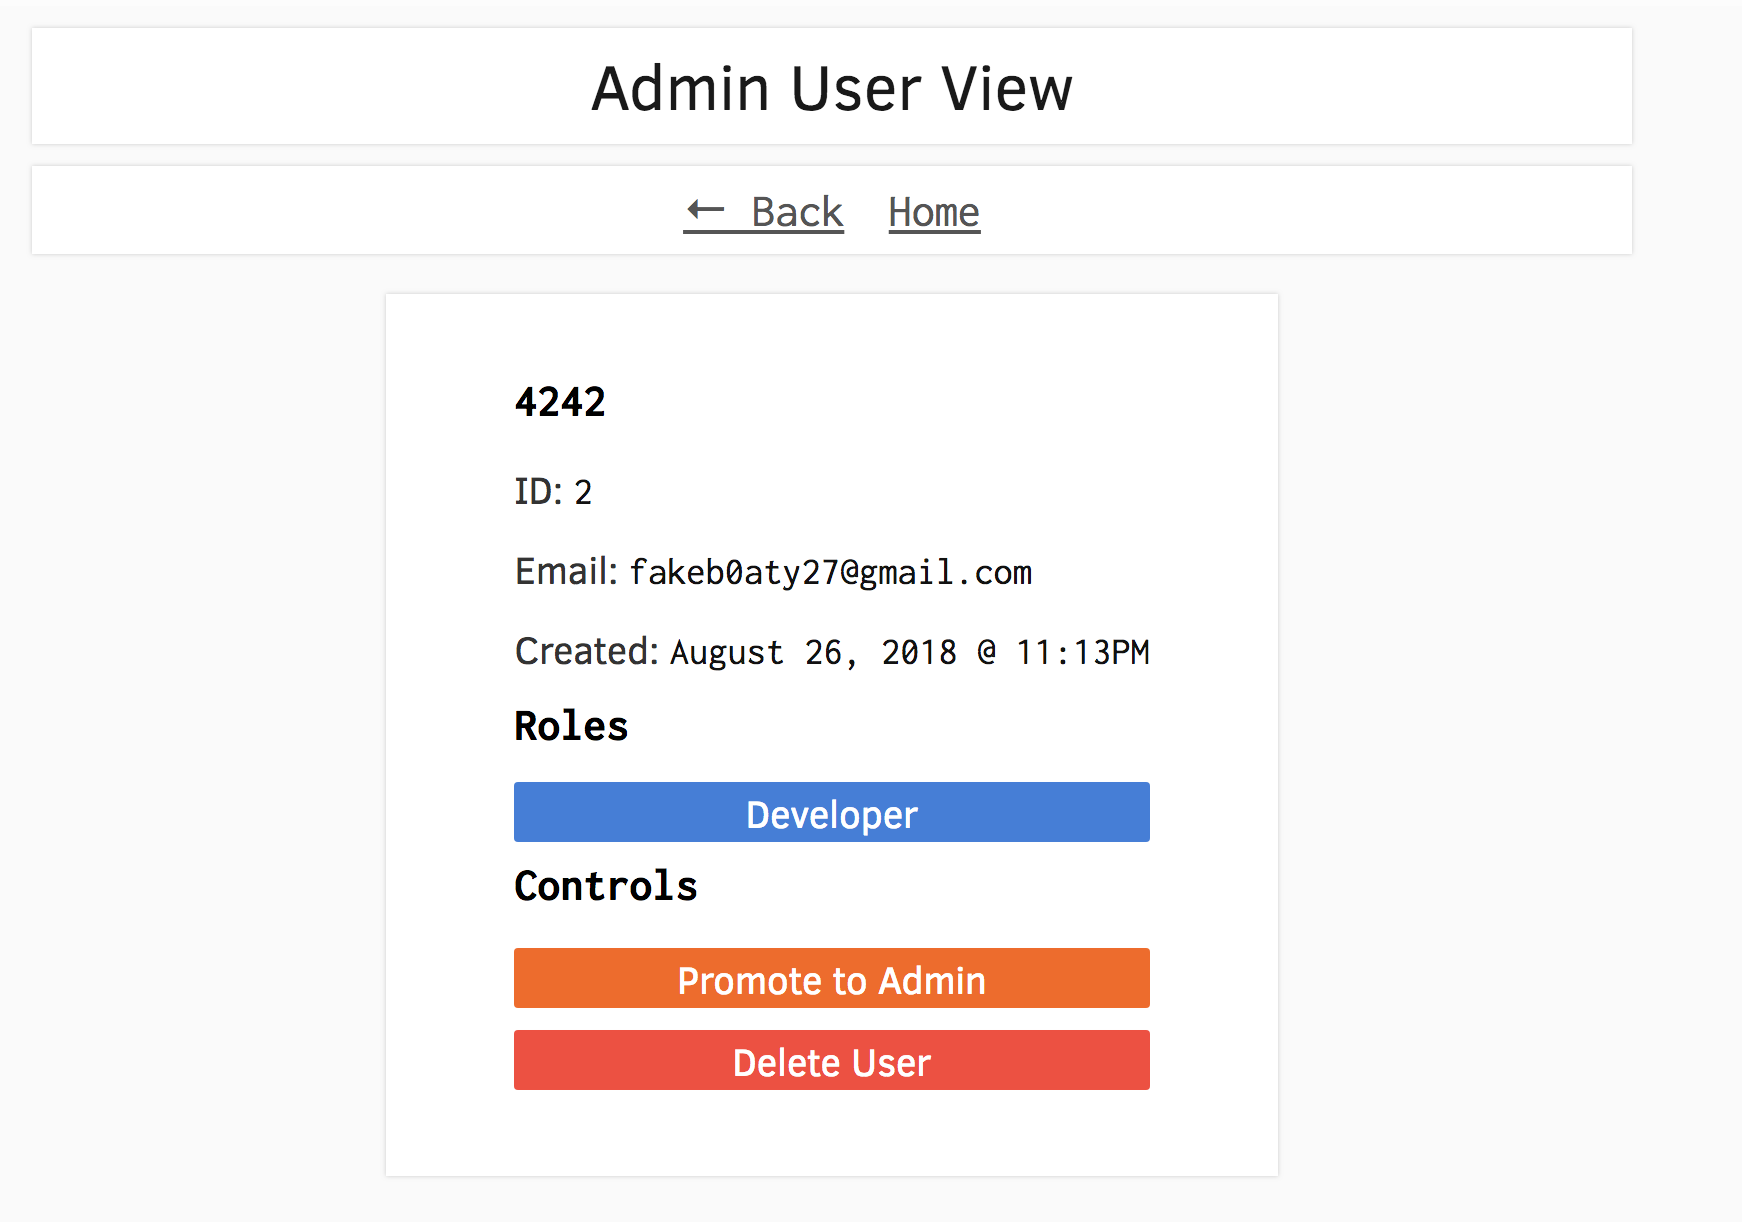 Admin User View
← Back Home
4242
ID: 2
Email: fakeb0aty27@gmail.com
Created: August 26, 2018 @ 11:13PM
Roles
Developer
Controls
Promote to Admin
Delete User